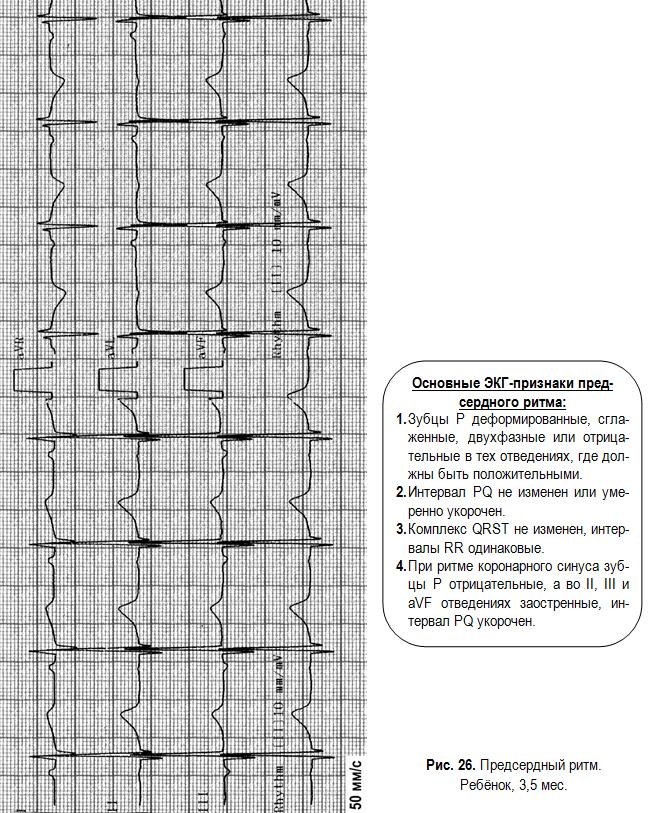 aVR
aVL
aVF
Rhythm (II) 10 mm/mV
I
II
III
Rhythm (II) 10 mm/mV
50 мм/с
Основные ЭКГ-признаки пред-
сердного ритма:
1. Зубцы Р деформированные, сгла-
женные, двухфазные или отрица-
тельные в тех отведениях, где дол-
жны быть положительными.
2. Интервал PQ не изменен или уме-
ренно укорочен.
3. Комплекс QRST не изменен, интер-
валы RR одинаковые.
4. При ритме коронарного синуса зуб-
цы Р отрицательные, а во II, III и
aVF отведениях заостренные, ин-
тервал PQ укорочен.
Рис. 26. Предсердный ритм.
Ребёнок, 3,5 мес.